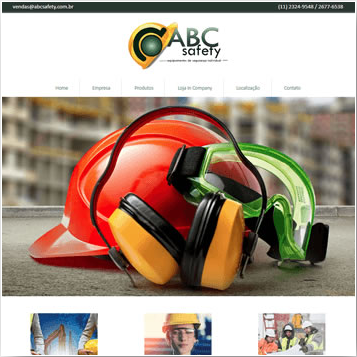 vendas@abcsafety.com.br (11) 2324-9548 / 2677-6538
ABC
safety
equipamentos de segurança individual
Home Empresa Produtos Loja In Company Localização Contato